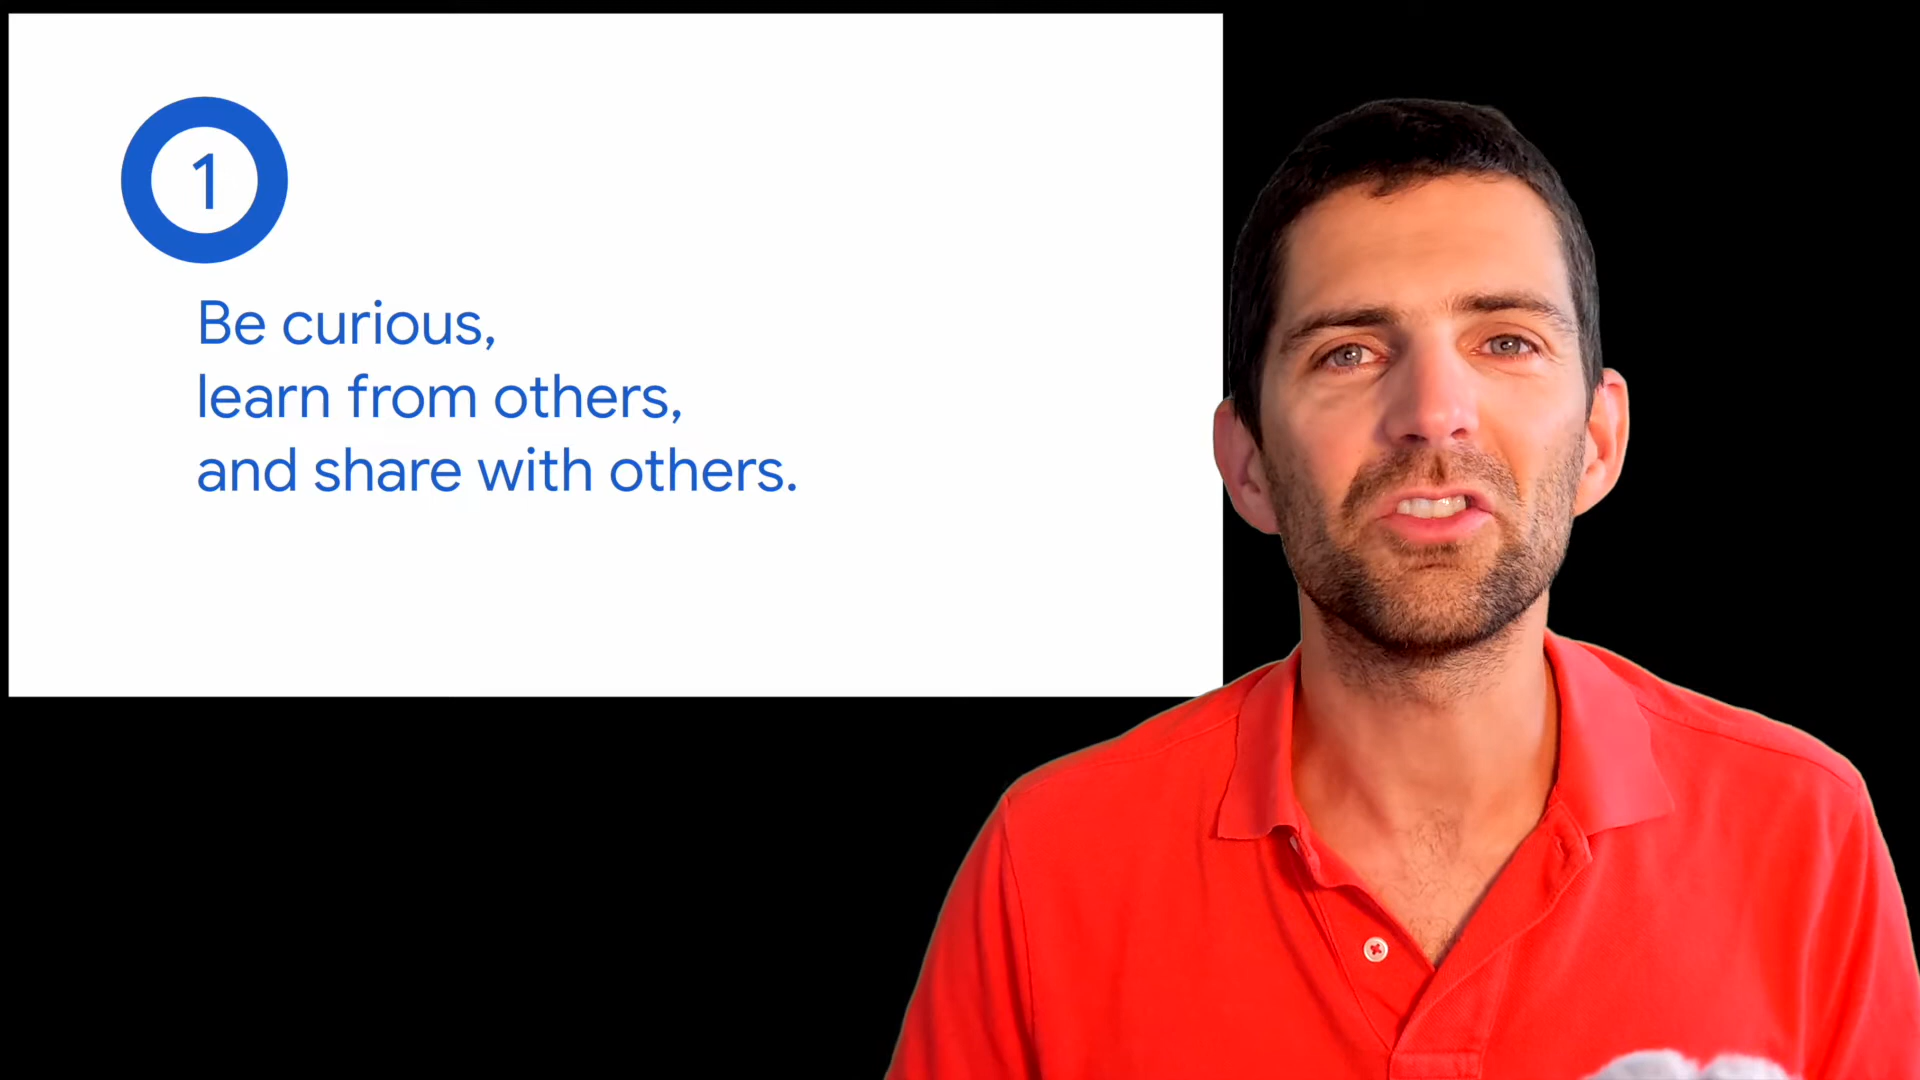 1
Be curious,
learn from others,
and share with others.